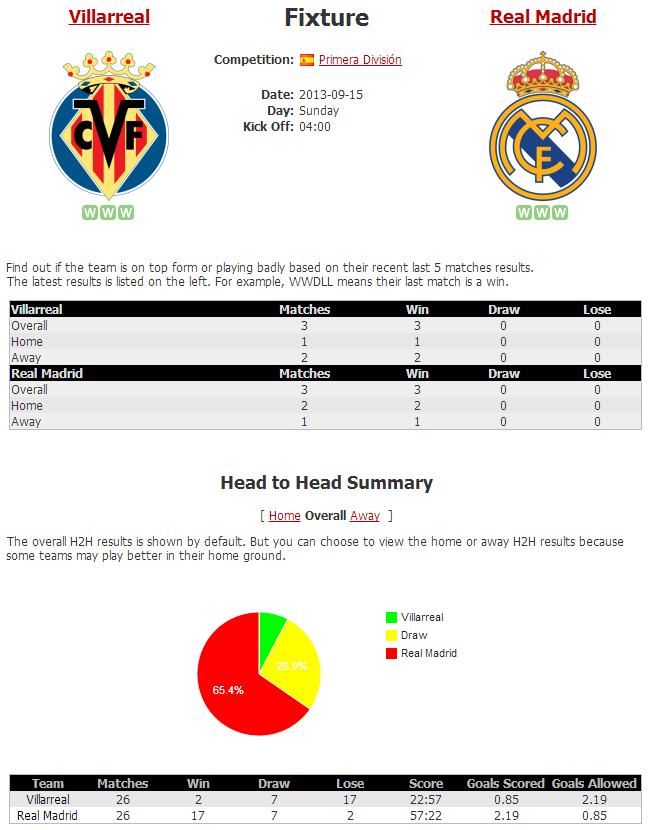 Villarreal Fixture Real Madrid
Competition: Primera División
Date: 2013-09-15
Day: Sunday
Kick Off: 04:00
CVF
W W W W W W
Find out if the team is on top form or playing badly based on their recent last 5 matches results.
The latest results is listed on the left. For example, WWDLL means their last match is a win.
Villarreal Matches Win Draw Lose
Overall 3 3 0 0
Home 1 1 0 0
Away 2 2 0 0
Real Madrid Matches Win Draw Lose
Overall 3 3 0 0
Home 2 2 0 0
Away 1 1 0 0
Head to Head Summary
[ Home Overall Away ]
The overall H2H results is shown by default. But you can choose to view the home or away H2H results because
some teams may play better in their home ground.
Villarreal
Draw
Real Madrid
26.9%
65.4%
Team Matches Win Draw Lose Score Goals Scored Goals Allowed
Villarreal 26 2 7 17 22:57 0.85 2.19
Real Madrid 26 17 7 2 57:22 2.19 0.85